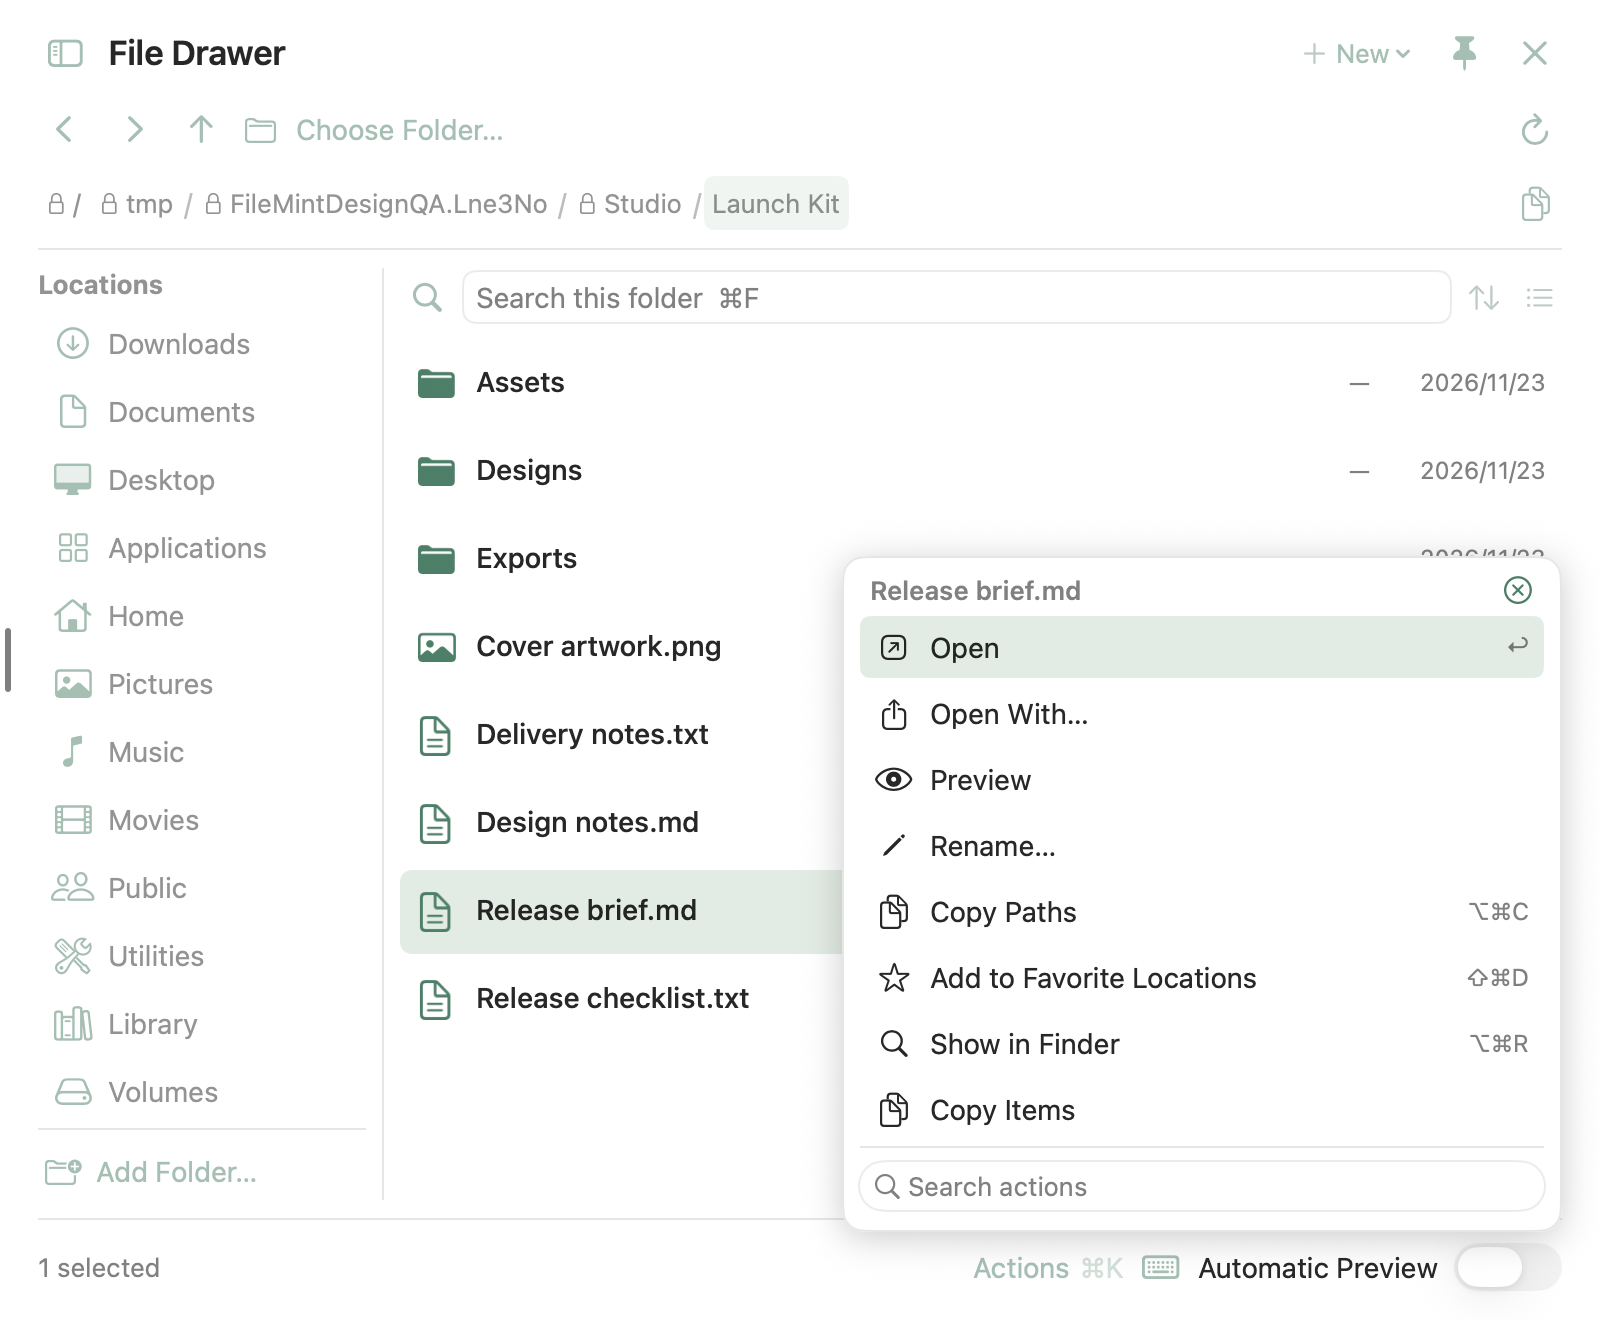 File Drawer
New
Choose Folder...
/ tmp / FileMintDesignQA.Lne3No / Studio / Launch Kit
Locations
Downloads
Documents
Desktop
Applications
Home
Pictures
Music
Movies
Public
Utilities
Library
Volumes
Add Folder...
Search this folder ⌘F
Assets — 2026/11/23
Designs — 2026/11/23
Exports 2026/11/23
Cover artwork.png
Delivery notes.txt
Design notes.md
Release brief.md
Release checklist.txt
Release brief.md
Open
Open With...
Preview
Rename...
Copy Paths ⌥⌘C
Add to Favorite Locations ⇧⌘D
Show in Finder ⌥⌘R
Copy Items
Search actions
1 selected
Actions ⌘K
Automatic Preview